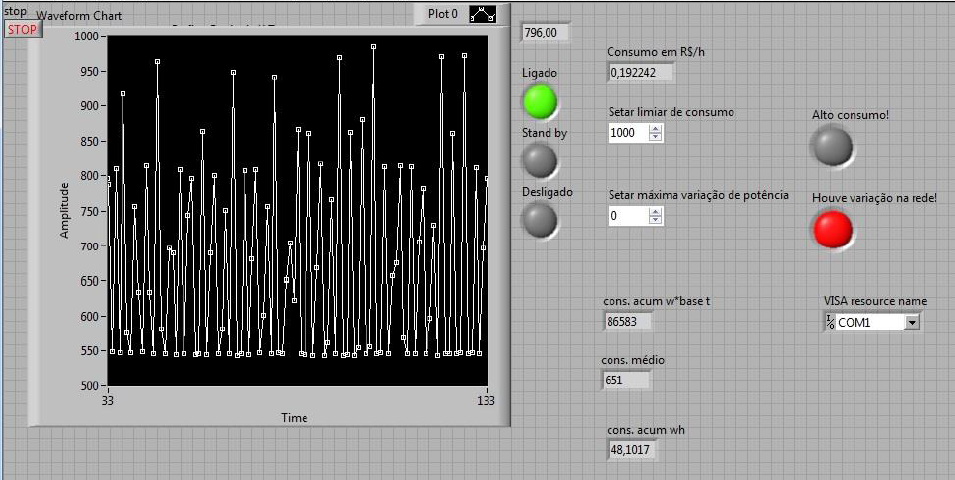 stop
STOP
Waveform Chart
Plot 0
1000
950
900
850
800
750
700
650
600
550
500
Amplitude
33
133
Time
796,00
Ligado
Stand by
Desligado
Consumo em R$/h
0,192242
Setar limiar de consumo
1000
Setar máxima variação de potência
0
Alto consumo!
Houve variação na rede!
cons. acum w*base t
86583
VISA resource name
COM1
cons. médio
651
cons. acum wh
48,1017